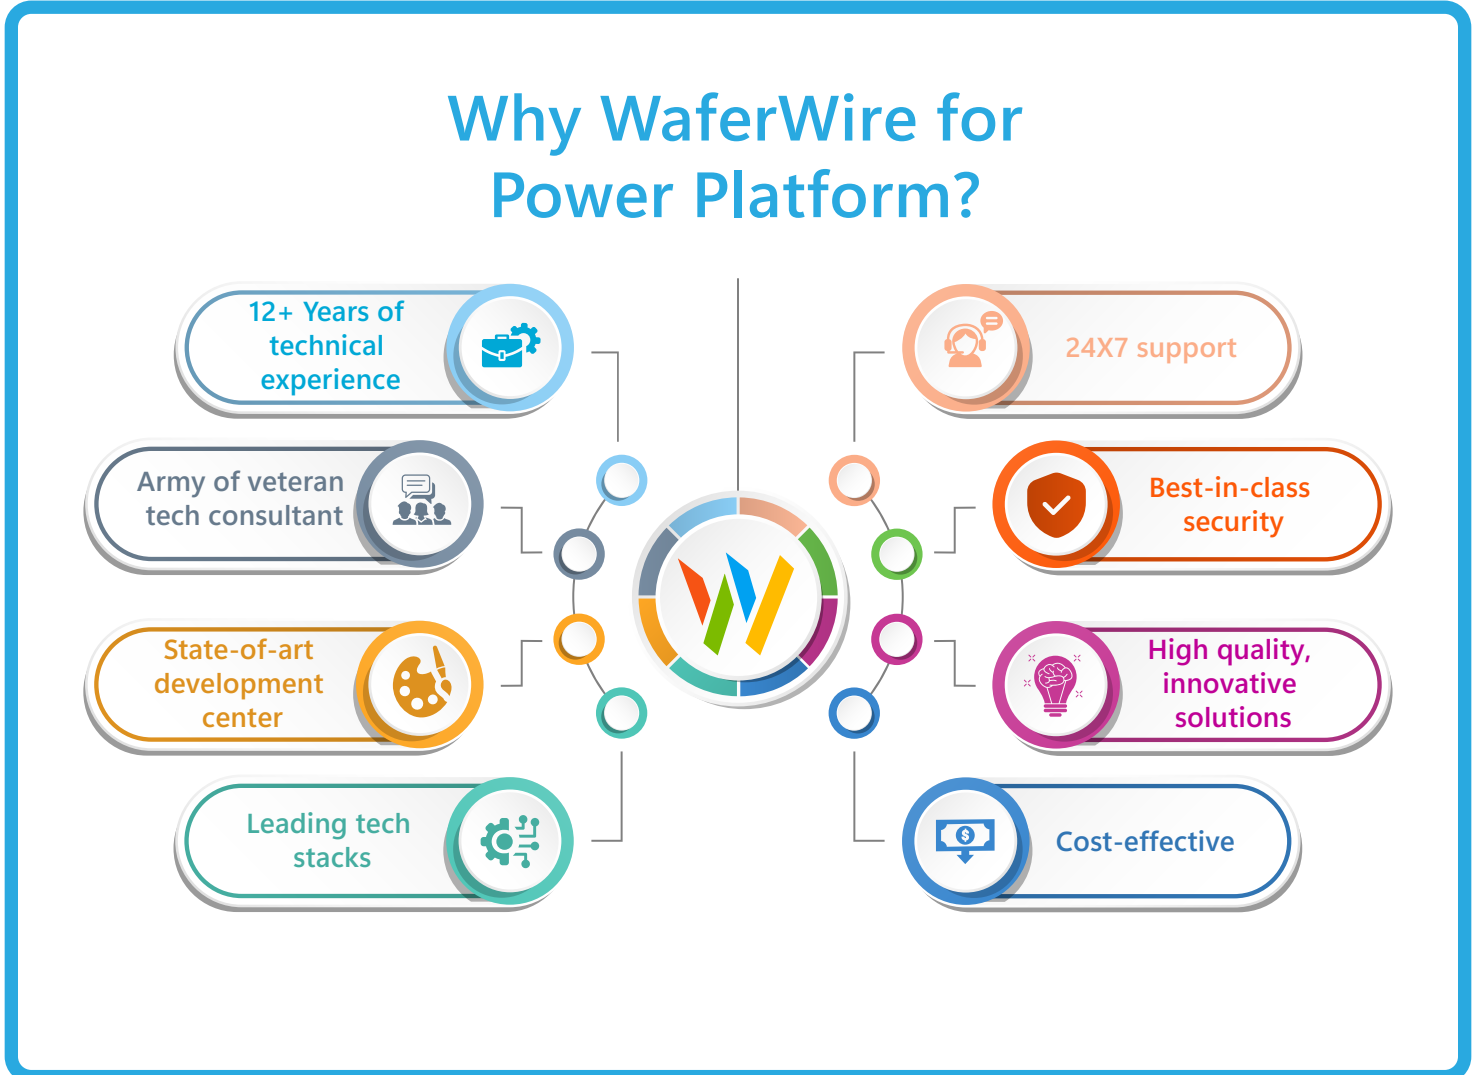 Why WaferWire for
Power Platform?
12+ Years of
technical
experience
Army of veteran
tech consultant
State-of-art
development
center
Leading tech
stacks
24X7 support
Best-in-class
security
High quality,
innovative
solutions
$
Cost-effective